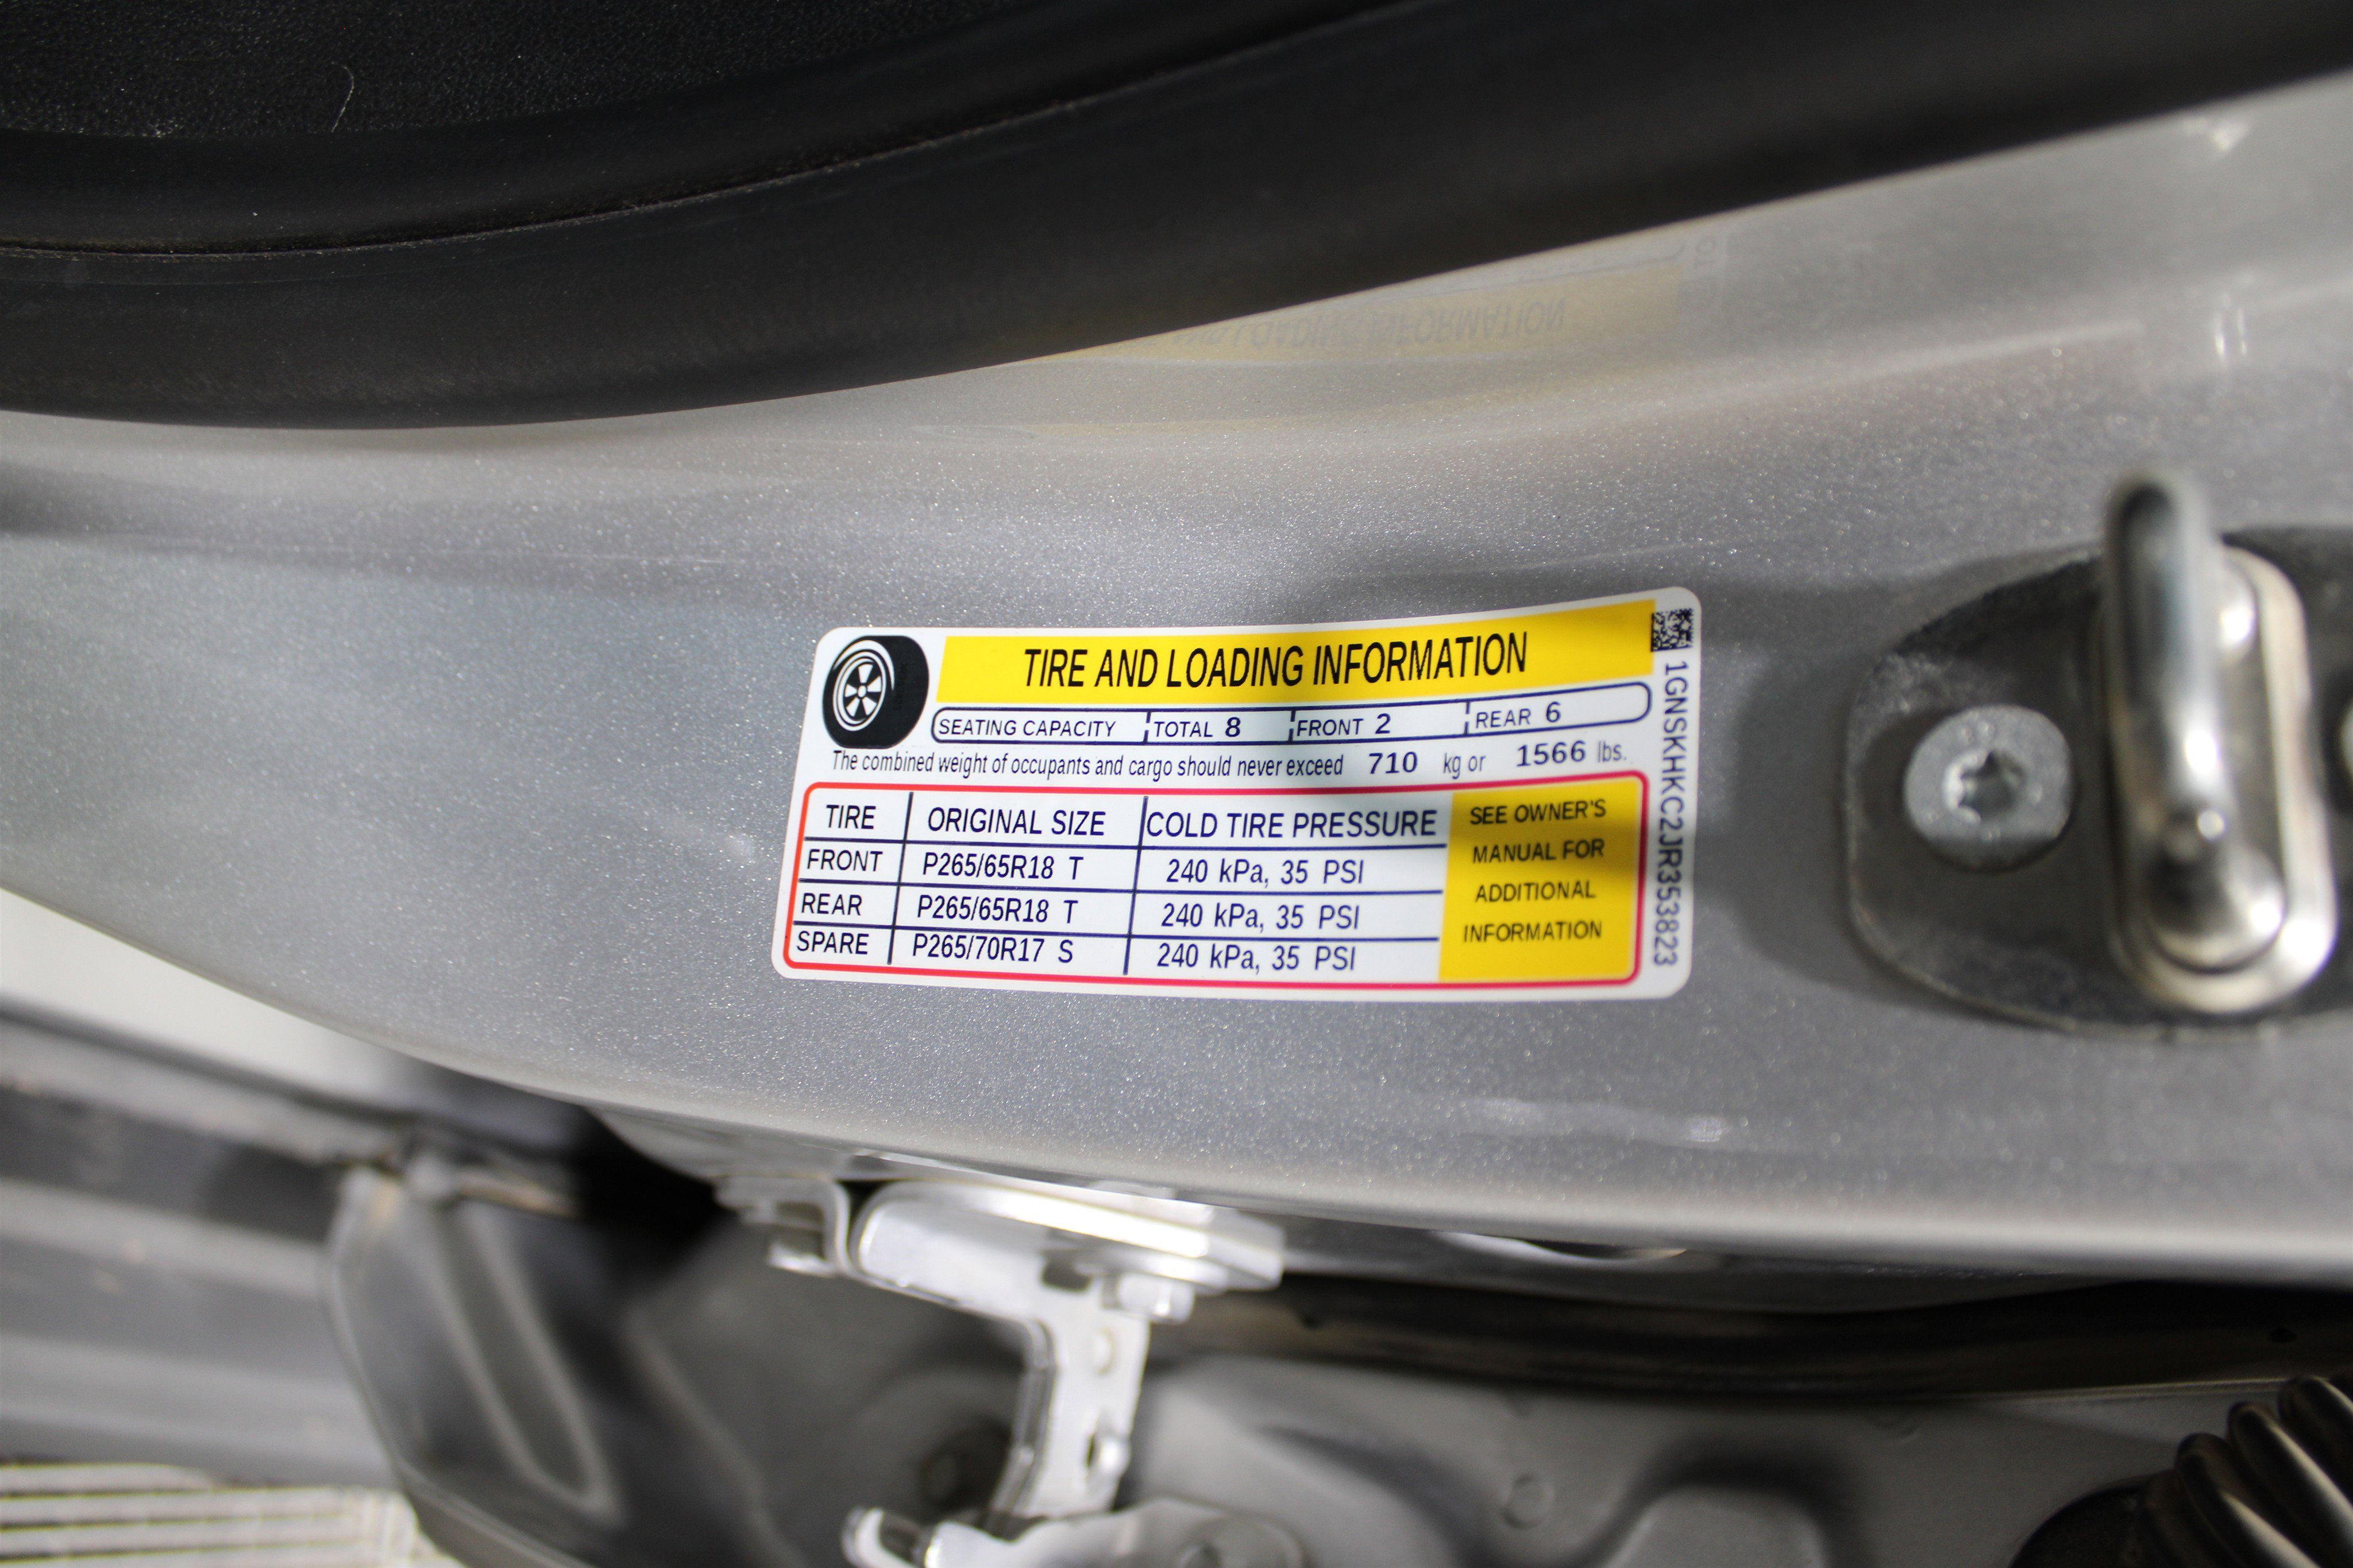 TIRE AND LOADING INFORMATION
SEATING CAPACITY TOTAL 8 FRONT 2 REAR 6
The combined weight of occupants and cargo should never exceed 710 kg or 1566 lbs.
TIRE ORIGINAL SIZE COLD TIRE PRESSURE
FRONT P265/65R18 T 240 kPa, 35 PSI
REAR P265/65R18 T 240 kPa, 35 PSI
SPARE P265/70R17 S 240 kPa, 35 PSI
SEE OWNER'S
MANUAL FOR
ADDITIONAL
INFORMATION
1GNSKHKC2JR353823